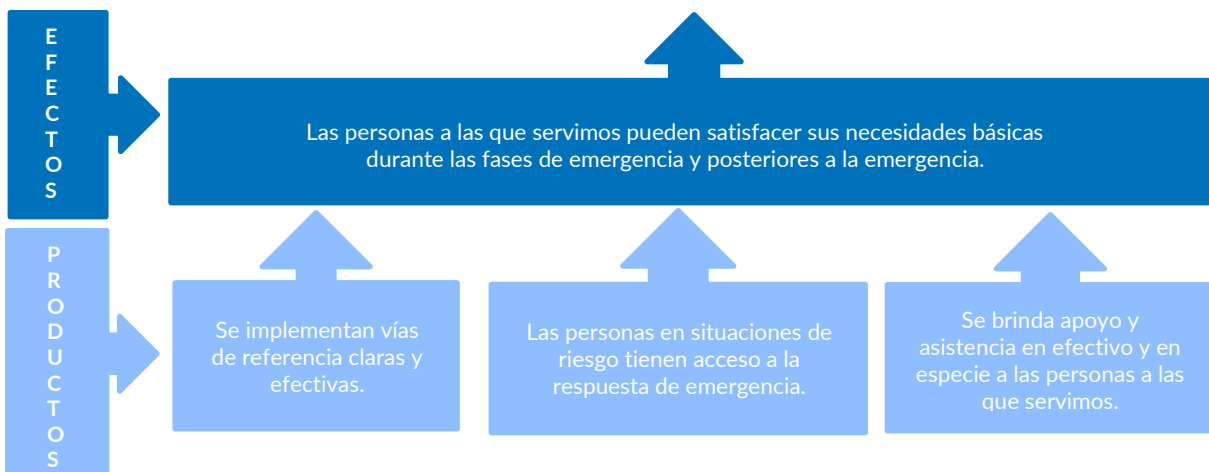 EFECTOS
Las personas a las que servimos pueden satisfacer sus necesidades básicas
durante las fases de emergencia y posteriores a la emergencia.
PRODUCTOS
Se implementan vías
de referencia claras y
efectivas.
Las personas en situaciones de
riesgo tienen acceso a la
respuesta de emergencia.
Se brinda apoyo y
asistencia en efectivo y en
especie a las personas a las
que servimos.